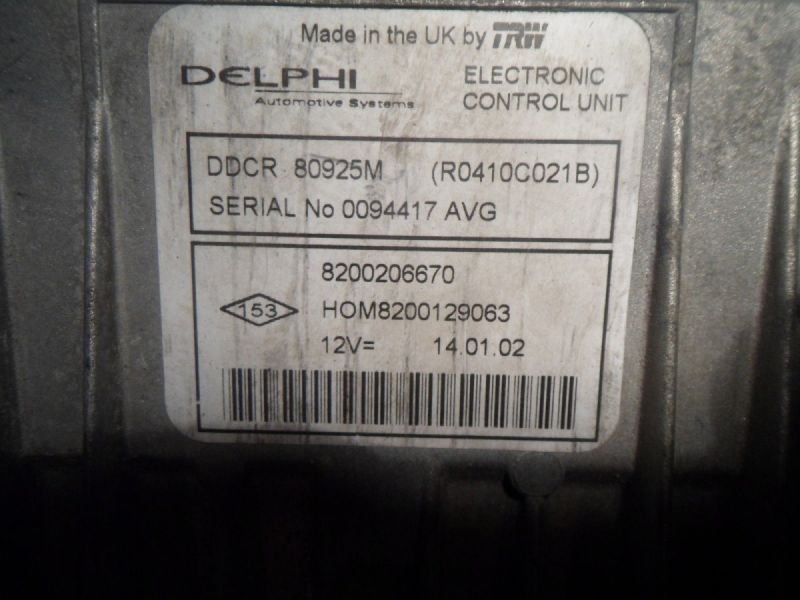 Made in the UK by TRW
DELPHI
Automotive Systems
ELECTRONIC
CONTROL UNIT
DDCR 80925M (R0410C021B)
SERIAL No 0094417 AVG
8200206670
153
HOM8200129063
12V= 14.01.02